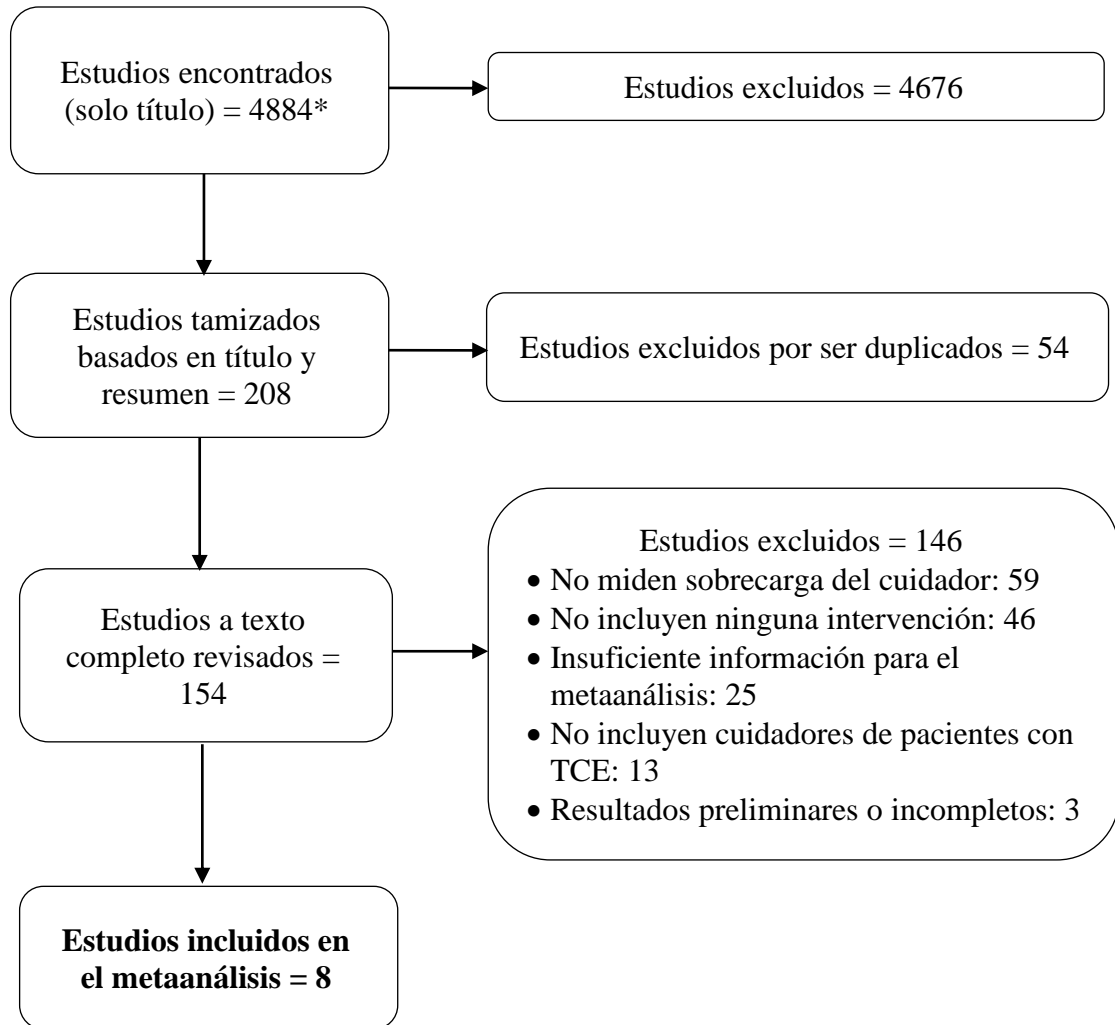 Estudios encontrados
(solo título) = 4884*
Estudios excluidos = 4676
Estudios tamizados
basados en título y
resumen = 208
Estudios excluidos por ser duplicados = 54
Estudios a texto
completo revisados =
154
Estudios excluidos = 146
• No miden sobrecarga del cuidador: 59
• No incluyen ninguna intervención: 46
• Insuficiente información para el
metaanálisis: 25
• No incluyen cuidadores de pacientes con
TCE: 13
• Resultados preliminares o incompletos: 3
Estudios incluidos en
el metaanálisis = 8